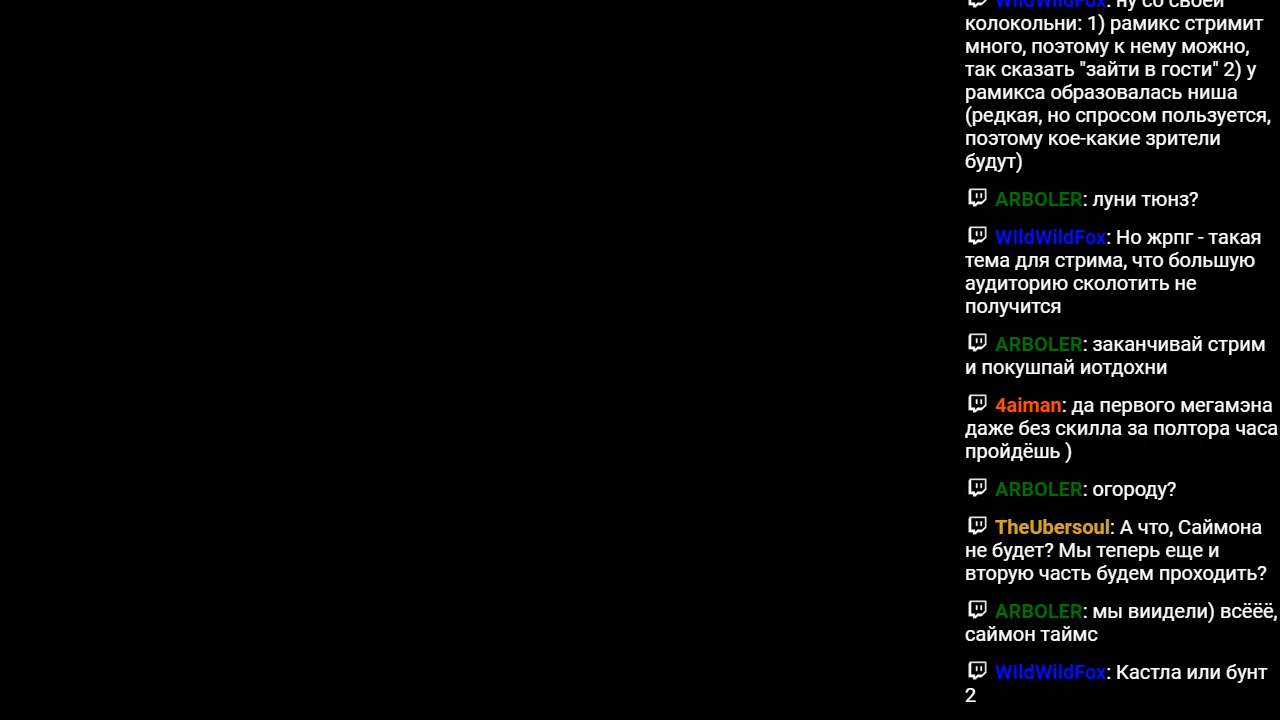 WIldWildFox: ну со своей
колокольни: 1) рамикс стримит
много, поэтому к нему можно,
так сказать "зайти в гости" 2) у
рамикса образовалась ниша
(редкая, но спросом пользуется,
поэтому кое-какие зрители
будут)
ARBOLER: луни тюнз?
WIldWildFox: Но жрпг - такая
тема для стрима, что большую
аудиторию сколотить не
получится
ARBOLER: заканчивай стрим
и покушпай иотдохни
4aiman: да первого мегамэна
даже без скилла за полтора часа
пройдёшь )
ARBOLER: огороду?
TheUbersoul: А что, Саймона
не будет? Мы теперь еще и
вторую часть будем проходить?
ARBOLER: мы виидели) всёёё,
саймон таймс
WIldWildFox: Кастла или бунт
2